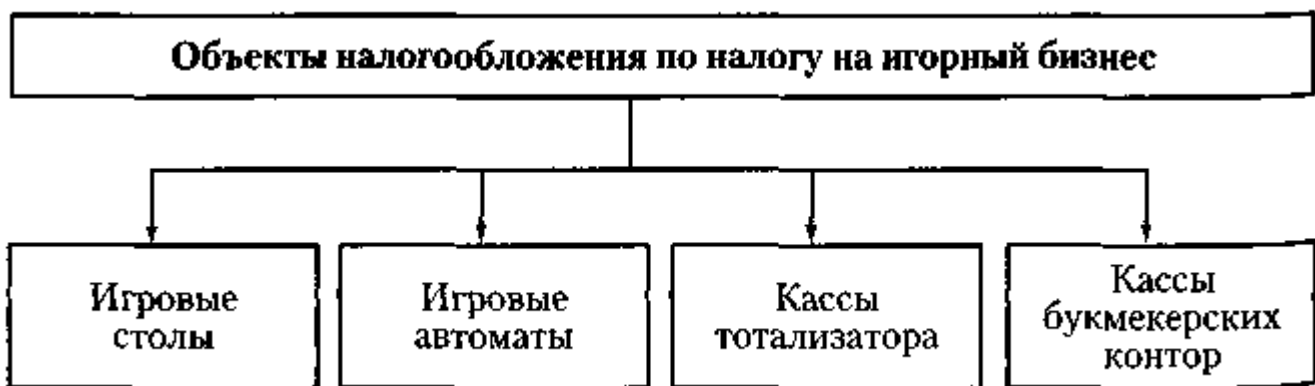 Объекты налогообложения по налогу на игорный бизнес
Игровые
столы
Игровые
автоматы
Кассы
тотализатора
Кассы
букмекерских
контор